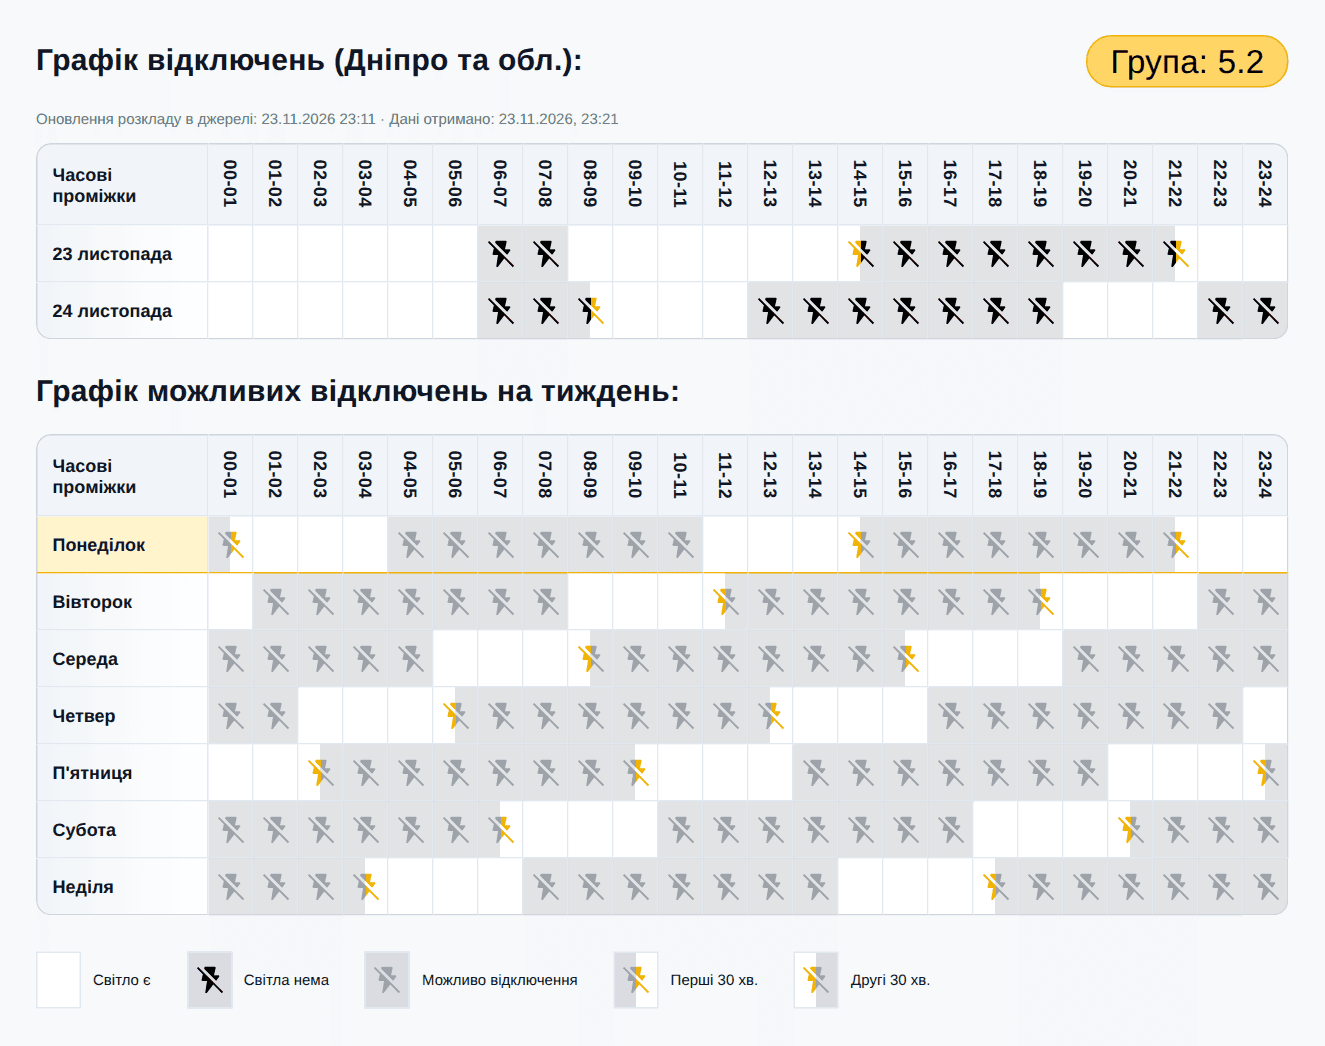 Графік відключень (Дніпро та обл.):
Група: 5.2
Оновлення розкладу в джерелі: 23.11.2026 23:11 · Дані отримано: 23.11.2026, 23:21
Часові проміжки 00-01 01-02 02-03 03-04 04-05 05-06 06-07 07-08 08-09 09-10 10-11 11-12 12-13 13-14 14-15 15-16 16-17 17-18 18-19 19-20 20-21 21-22 22-23 23-24
23 листопада
24 листопада
Графік можливих відключень на тиждень:
Часові проміжки 00-01 01-02 02-03 03-04 04-05 05-06 06-07 07-08 08-09 09-10 10-11 11-12 12-13 13-14 14-15 15-16 16-17 17-18 18-19 19-20 20-21 21-22 22-23 23-24
Понеділок
Вівторок
Середа
Четвер
П'ятниця
Субота
Неділя
Світло є Світла нема Можливо відключення Перші 30 хв. Другі 30 хв.